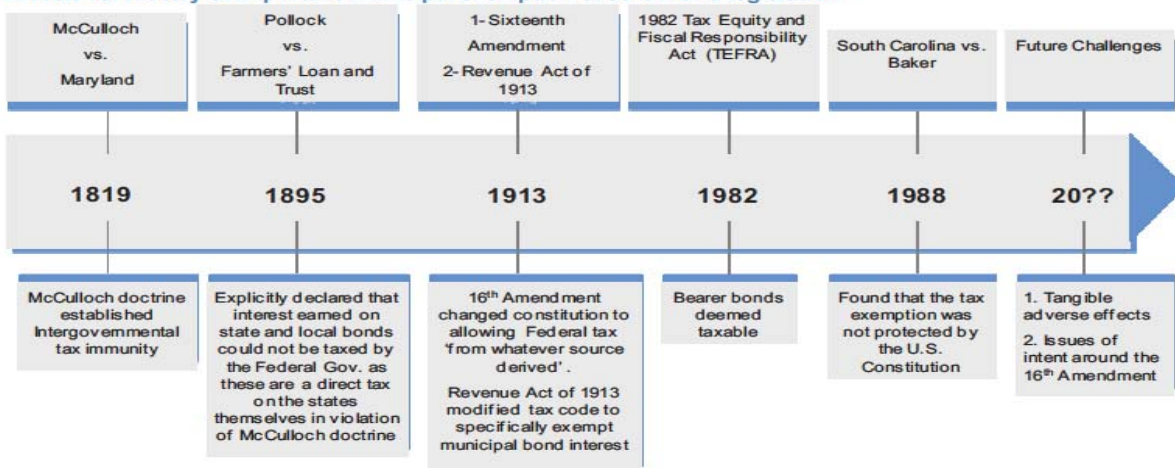 McCulloch
vs.
Maryland
Pollock
vs.
Farmers' Loan and
Trust
1- Sixteenth
Amendment
2- Revenue Act of
1913
1982 Tax Equity and
Fiscal Responsibility
Act (TEFRA)
South Carolina vs.
Baker
Future Challenges
1819
1895
1913
1982
1988
20??
McCulloch doctrine
established
Intergovernmental
tax immunity
Explicitly declared that
interest earned on
state and local bonds
could not be taxed by
the Federal Gov. as
these are a direct tax
on the states
themselves in violation
of McCulloch doctrine
16th Amendment
changed constitution to
allowing Federal tax
'from whatever source
derived'.
Revenue Act of 1913
modified tax code to
specifically exempt
municipal bond interest
Bearer bonds
deemed
taxable
Found that the tax
exemption was
not protected by
the U.S.
Constitution
1. Tangible
adverse effects
2. Issues of
intent around the
16th Amendment